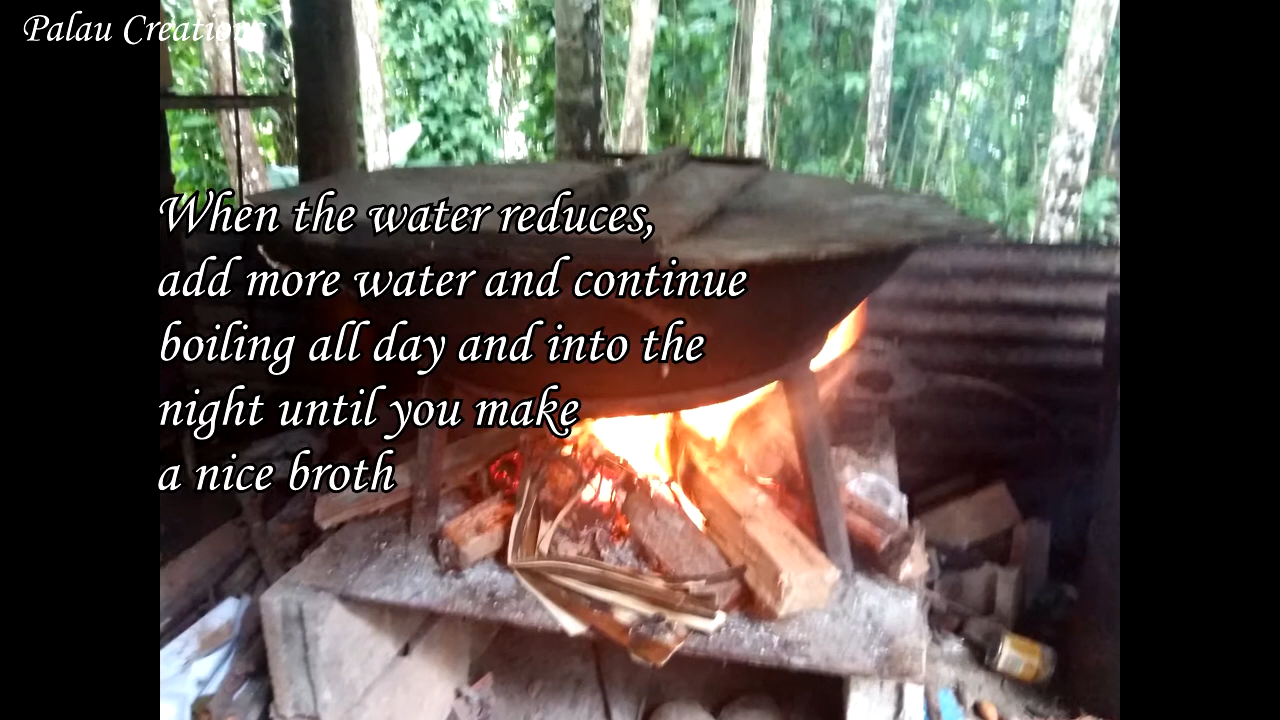 Palau Creations
When the water reduces,
add more water and continue
boiling all day and into the
night until you make
a nice broth